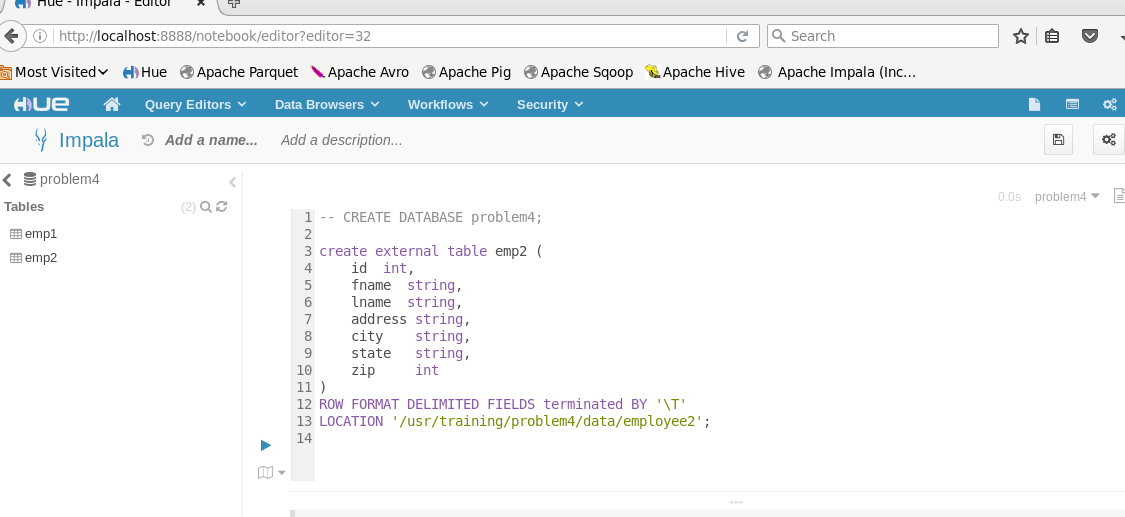 Hue - Impala - Editor
http://localhost:8888/notebook/editor?editor=32
Search
Most Visited Hue Apache Parquet Apache Avro Apache Pig Apache Sqoop Apache Hive Apache Impala (Inc...
HUE Query Editors Data Browsers Workflows Security
Impala Add a name... Add a description...
problem4
0.0s problem4
Tables (2)
emp1
emp2
1 -- CREATE DATABASE problem4;
2
3 create external table emp2 (
4 id int,
5 fname string,
6 lname string,
7 address string,
8 city string,
9 state string,
10 zip int
11 )
12 ROW FORMAT DELIMITED FIELDS terminated BY '\T'
13 LOCATION '/usr/training/problem4/data/employee2';
14